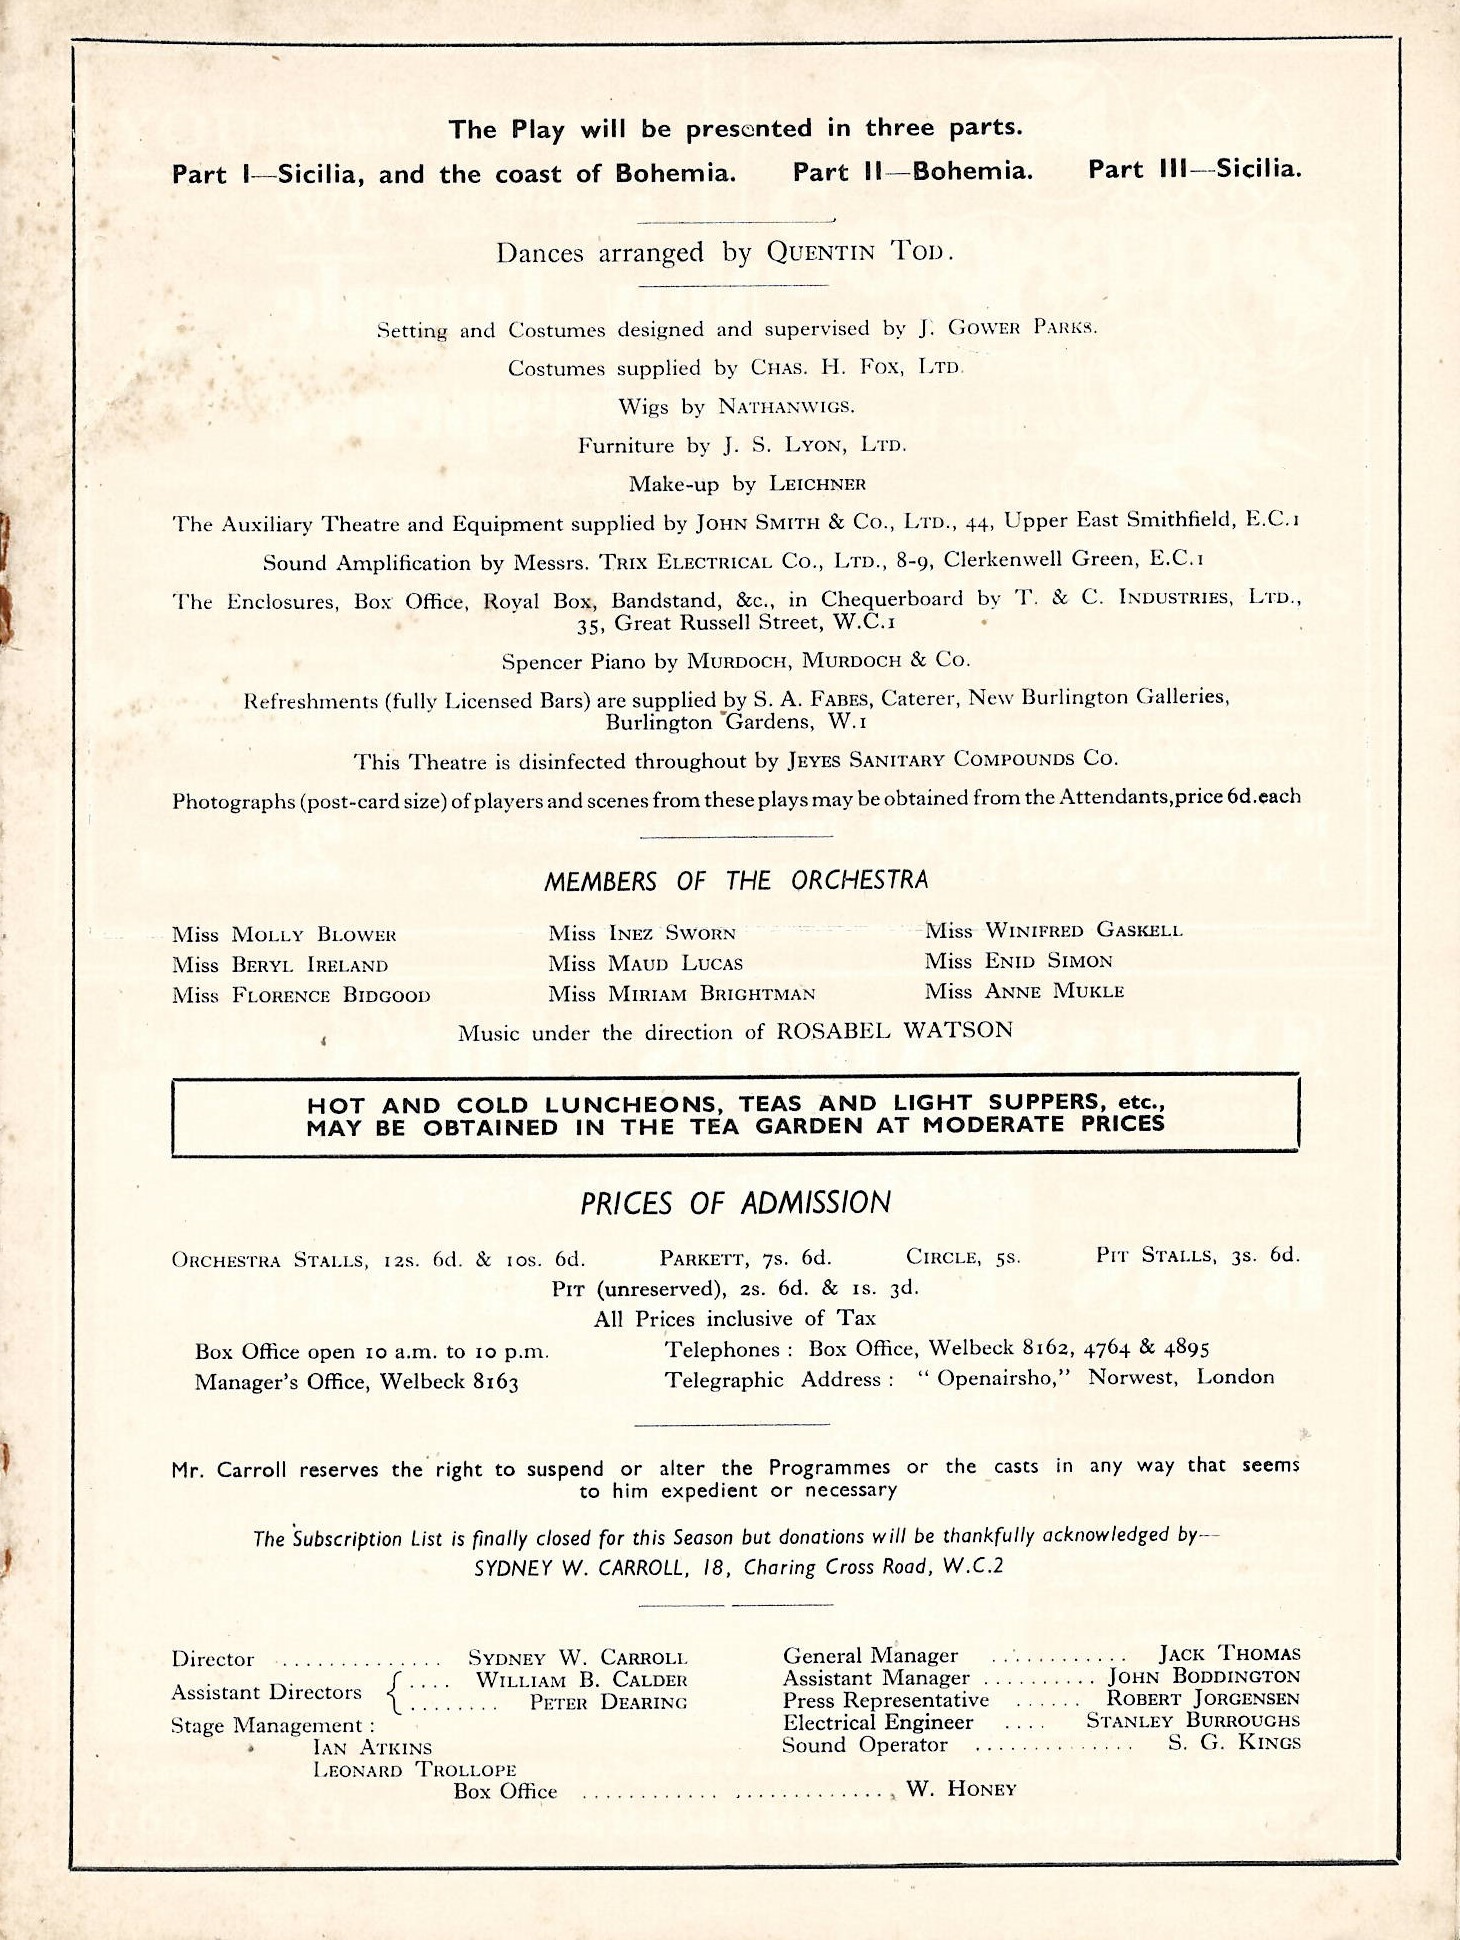 The Play will be presented in three parts.
Part I—Sicilia, and the coast of Bohemia. Part II—Bohemia. Part III—Sicilia.
Dances arranged by QUENTIN TOD.
Setting and Costumes designed and supervised by J. GOWER PARKS.
Costumes supplied by CHAS. H. FOX, LTD.
Wigs by NATHANWIGS.
Furniture by J. S. LYON, LTD.
Make-up by LEICHNER
The Auxiliary Theatre and Equipment supplied by JOHN SMITH & CO., LTD., 44, Upper East Smithfield, E.C.1
Sound Amplification by Messrs. TRIX ELECTRICAL CO., LTD., 8-9, Clerkenwell Green, E.C.1
The Enclosures, Box Office, Royal Box, Bandstand, &c., in Chequerboard by T. & C. INDUSTRIES, LTD.,
35, Great Russell Street, W.C.1
Spencer Piano by MURDOCH, MURDOCH & CO.
Refreshments (fully Licensed Bars) are supplied by S. A. FABES, Caterer, New Burlington Galleries,
Burlington Gardens, W.1
This Theatre is disinfected throughout by JEYES SANITARY COMPOUNDS CO.
Photographs (post-card size) of players and scenes from these plays may be obtained from the Attendants, price 6d. each
MEMBERS OF THE ORCHESTRA
Miss MOLLY BLOWER Miss INEZ SWORN Miss WINIFRED GASKELL
Miss BERYL IRELAND Miss MAUD LUCAS Miss ENID SIMON
Miss FLORENCE BIDGOOD Miss MIRIAM BRIGHTMAN Miss ANNE MUKLE
Music under the direction of ROSABEL WATSON
HOT AND COLD LUNCHEONS, TEAS AND LIGHT SUPPERS, etc.,
MAY BE OBTAINED IN THE TEA GARDEN AT MODERATE PRICES
PRICES OF ADMISSION
ORCHESTRA STALLS, 12s. 6d. & 10s. 6d. PARKETT, 7s. 6d. CIRCLE, 5s. PIT STALLS, 3s. 6d.
PIT (unreserved), 2s. 6d. & 1s. 3d.
All Prices inclusive of Tax
Box Office open 10 a.m. to 10 p.m. Telephones : Box Office, Welbeck 8162, 4764 & 4895
Manager's Office, Welbeck 8163 Telegraphic Address : " Openairsho," Norwest, London
Mr. Carroll reserves the right to suspend or alter the Programmes or the casts in any way that seems
to him expedient or necessary
The Subscription List is finally closed for this Season but donations will be thankfully acknowledged by—
SYDNEY W. CARROLL, 18, Charing Cross Road, W.C.2
Director .............. SYDNEY W. CARROLL General Manager ............ JACK THOMAS
Assistant Directors { .... WILLIAM B. CALDER Assistant Manager .......... JOHN BODDINGTON
........ PETER DEARING Press Representative ...... ROBERT JORGENSEN
Stage Management : Electrical Engineer .... STANLEY BURROUGHS
IAN ATKINS Sound Operator .............. S. G. KINGS
LEONARD TROLLOPE
Box Office .......................... W. HONEY